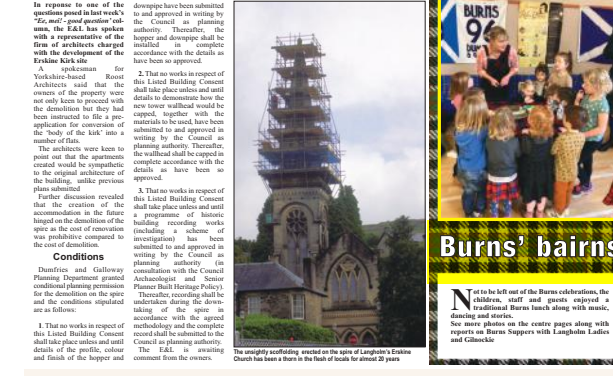 In reponse to one of the
questions posed in last week's
"Ee, mei! - good question' col-
umn, the E&L has spoken
with a representative of the
firm of architects charged
with the development of the
Erskine Kirk site
A spokesman for
Yorkshire-based Roost
Architects said that the
owners of the property were
not only keen to proceed with
the demolition but they had
been instructed to file a pre-
application for conversion of
the 'body of the kirk' into a
number of flats.
The architects were keen to
point out that the apartments
created would be sympathetic
to the original architecture of
the building, unlike previous
plans submitted
Further discussion revealed
that the creation of the
accommodation in the future
hinged on the demolition of the
spire as the cost of renovation
was prohibitive compared to
the cost of demolition.
Conditions
Dumfries and Galloway
Planning Department granted
conditional planning permission
for the demolition on the spire
and the conditions stipulated
are as follows:
1. That no works in respect of
this Listed Building Consent
shall take place unless and until
details of the profile, colour
and finish of the hopper and
downpipe have been submitted
to and approved in writing by
the Council as planning
authority. Thereafter, the
hopper and downpipe shall be
installed in complete
accordance with the details as
have been so approved.
2. That no works in respect of
this Listed Building Consent
shall take place unless and until
details to demonstrate how the
new tower wallhead would be
capped, together with the
materials to be used, have been
submitted to and approved in
writing by the Council as
planning authority. Thereafter,
the wallhead shall be capped in
complete accordance with the
details as have been so
approved.
3. That no works in respect of
this Listed Building Consent
shall take place unless and until
a programme of historic
building recording works
(including a scheme of
investigation) has been
submitted to and approved in
writing by the Council as
planning authority (in
consultation with the Council
Archaeologist and Senior
Planner Built Heritage Policy).
Thereafter, recording shall be
undertaken during the down-
taking of the spire in
accordance with the agreed
methodology and the complete
record shall be submitted to the
Council as planning authority.
The E&L is awaiting
comment from the owners.
The unsightly scoffolding erected on the spire of Langholm's Erskine
Church has been a thorn in the flesh of locals for almost 20 years
BURNS
Burns' bairns
Not to be left out of the Burns celebrations, the
children, staff and guests enjoyed a
traditional Burns lunch along with music,
dancing and stories.
See more photos on the centre pages along with
reports on Burns Suppers with Langholm Ladies
and Gilnockie